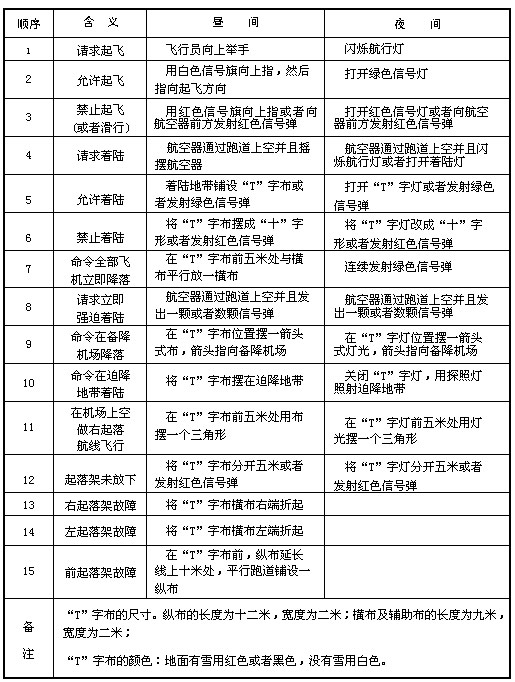 顺序 含 义 昼 间 夜 间
1 请求起飞 飞行员向上举手 闪烁航行灯
2 允许起飞 用白色信号旗向上指，然后
指向起飞方向 打开绿色信号灯
3 禁止起飞
(或者滑行) 用红色信号旗向上指或者向
航空器前方发射红色信号弹 打开红色信号灯或者向航空
器前方发射红色信号弹
4 请求着陆 航空器通过跑道上空并且摇
摆航空器 航空器通过跑道上空并且闪
烁航行灯或者打开着陆灯
5 允许着陆 着陆地带铺设“T”字布或
者发射绿色信号弹 打开“T”字灯或者发射绿色
信号弹
6 禁止着陆 将“T”字布摆成“十”字
形或者发射红色信号弹 将“T”字灯改成“十”字
形或者发射红色信号弹
7 命令全部飞
机立即降落 在“T”字布前五米处与横
布平行放一横布 连续发射绿色信号弹
8 请求立即
强迫着陆 航空器通过跑道上空并且发
出一颗或者数颗信号弹 航空器通过跑道上空并且发
出一颗或者数颗信号弹
9 命令在备降
机场降落 在“T”字布位置摆一箭头
式布，箭头指向备降机场 在“T”字灯位置摆一箭头
式灯光，箭头指向备降机场
10 命令在迫降
地带着陆 将“T”字布摆在迫降地带 关闭“T”字灯，用探照灯
照射迫降地带
11 在机场上空
做右起落
航线飞行 在“T”字布前五米处用布
摆一个三角形 在“T”字灯前五米处用灯
光摆一个三角形
12 起落架未放下 将“T”字布分开五米或者
发射红色信号弹 将“T”字灯分开五米或者
发射红色信号弹
13 右起落架故障 将“T”字布横布右端折起
14 左起落架故障 将“T”字布横布左端折起
15 前起落架故障 在“T”字布前，纵布延长
线上十米处，平行跑道铺设一
纵布
备
注 “T”字布的尺寸。纵布的长度为十二米，宽度为二米；横布及辅助布的长度为九米，
宽度为二米；
“T”字布的颜色：地面有雪用红色或者黑色，没有雪用白色。